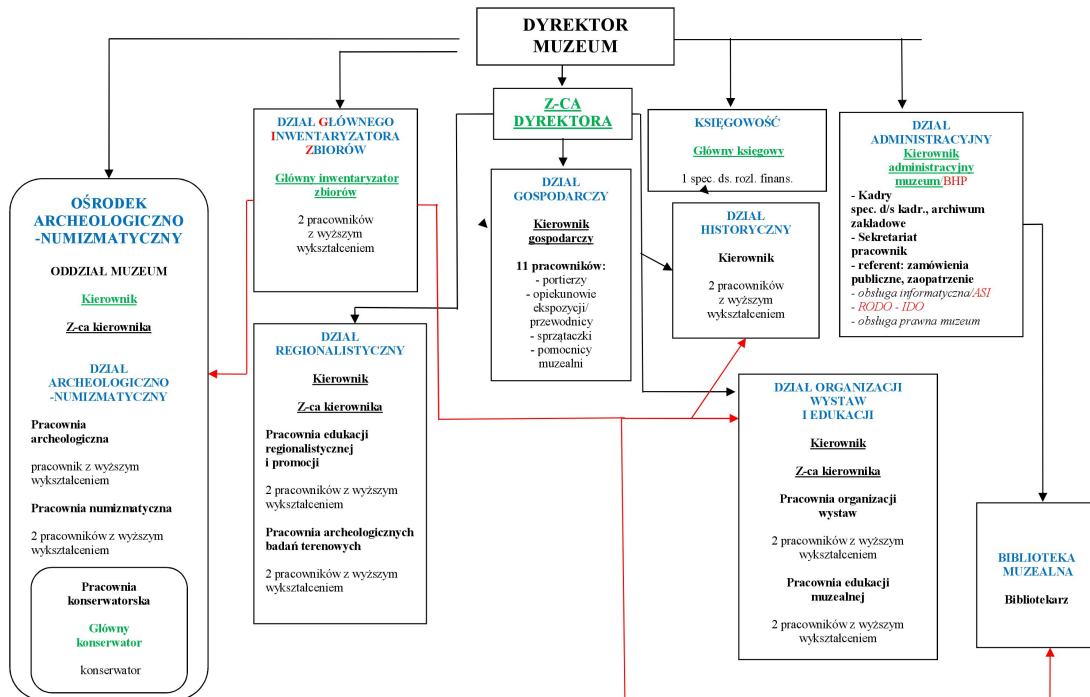 DYREKTOR
MUZEUM
Z-CA
DYREKTORA
DZIAŁ GŁÓWNEGO
INWENTARYZATORA
ZBIORÓW
Główny inwentaryzator
zbiorów
2 pracowników
z wyższym
wykształceniem
KSIĘGOWOŚĆ
Główny księgowy
1 spec. ds. rozl. finans.
DZIAŁ
ADMINISTRACYJNY
Kierownik
administracyjny
muzeum/BHP
- Kadry
spec. d/s kadr., archiwum
zakładowe
- Sekretariat
pracownik
- referent: zamówienia
publiczne, zaopatrzenie
- obsługa informatyczna/ASI
- RODO - IDO
- obsługa prawna muzeum
OŚRODEK
ARCHEOLOGICZNO
-NUMIZMATYCZNY
ODDZIAŁ MUZEUM
Kierownik
Z-ca kierownika
DZIAŁ
ARCHEOLOGICZNO
-NUMIZMATYCZNY
Pracownia
archeologiczna
pracownik z wyższym
wykształceniem
Pracownia numizmatyczna
2 pracowników z wyższym
wykształceniem
Pracownia
konserwatorska
Główny
konserwator
konserwator
DZIAŁ
REGIONALISTYCZNY
Kierownik
Z-ca kierownika
Pracownia edukacji
regionalistycznej
i promocji
2 pracowników z wyższym
wykształceniem
Pracownia archeologicznych
badań terenowych
2 pracowników z wyższym
wykształceniem
DZIAŁ
GOSPODARCZY
Kierownik
gospodarczy
11 pracowników:
- portierzy
- opiekunowie
ekspozycji/
przewodnicy
- sprzątaczki
- pomocnicy
muzealni
DZIAŁ
HISTORYCZNY
Kierownik
2 pracowników
z wyższym
wykształceniem
DZIAŁ ORGANIZACJI
WYSTAW
I EDUKACJI
Kierownik
Z-ca kierownika
Pracownia organizacji
wystaw
2 pracowników z wyższym
wykształceniem
Pracownia edukacji
muzealnej
2 pracowników z wyższym
wykształceniem
BIBLIOTEKA
MUZEALNA
Bibliotekarz